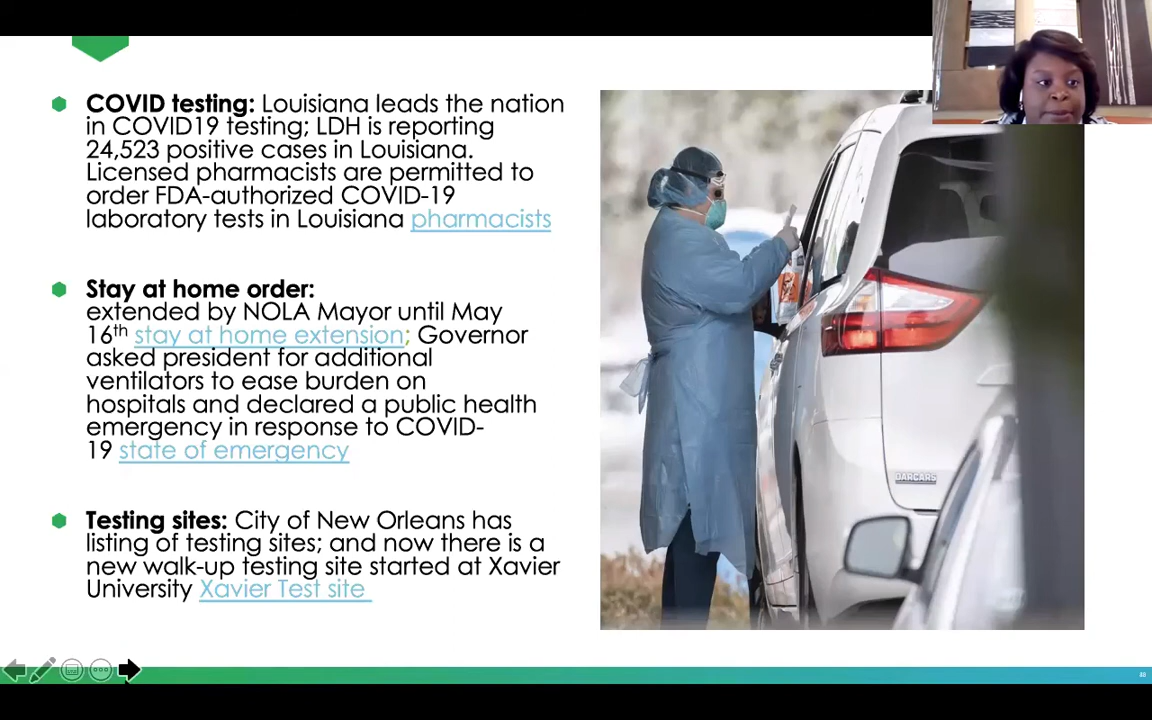 COVID testing: Louisiana leads the nation
in COVID19 testing; LDH is reporting
24,523 positive cases in Louisiana.
Licensed pharmacists are permitted to
order FDA-authorized COVID-19
laboratory tests in Louisiana pharmacists
Stay at home order:
extended by NOLA Mayor until May
16th stay at home extension; Governor
asked president for additional
ventilators to ease burden on
hospitals and declared a public health
emergency in response to COVID-
19 state of emergency
Testing sites: City of New Orleans has
listing of testing sites; and now there is a
new walk-up testing site started at Xavier
University Xavier Test site
DARCARS